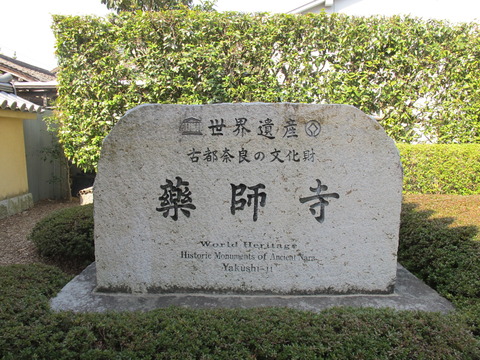 世界遺産
古都奈良の文化財
藥師寺
World Heritage
Historic Monuments of Ancient Nara
Yakushi-ji